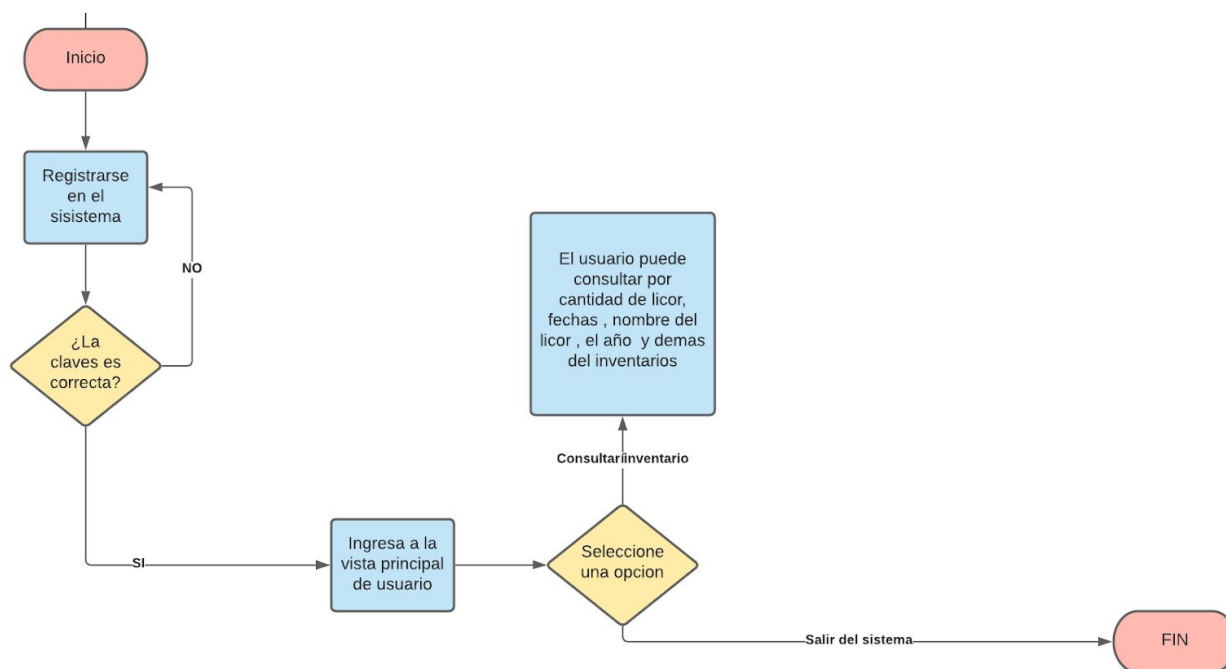 Inicio
Registrarse
en el
sisistema
NO
¿La
claves es
correcta?
El usuario puede
consultar por
cantidad de licor,
fechas , nombre del
licor , el año y demas
del inventarios
Consultar inventario
SI
Ingresa a la
vista principal
de usuario
Seleccione
una opcion
Salir del sistema
FIN